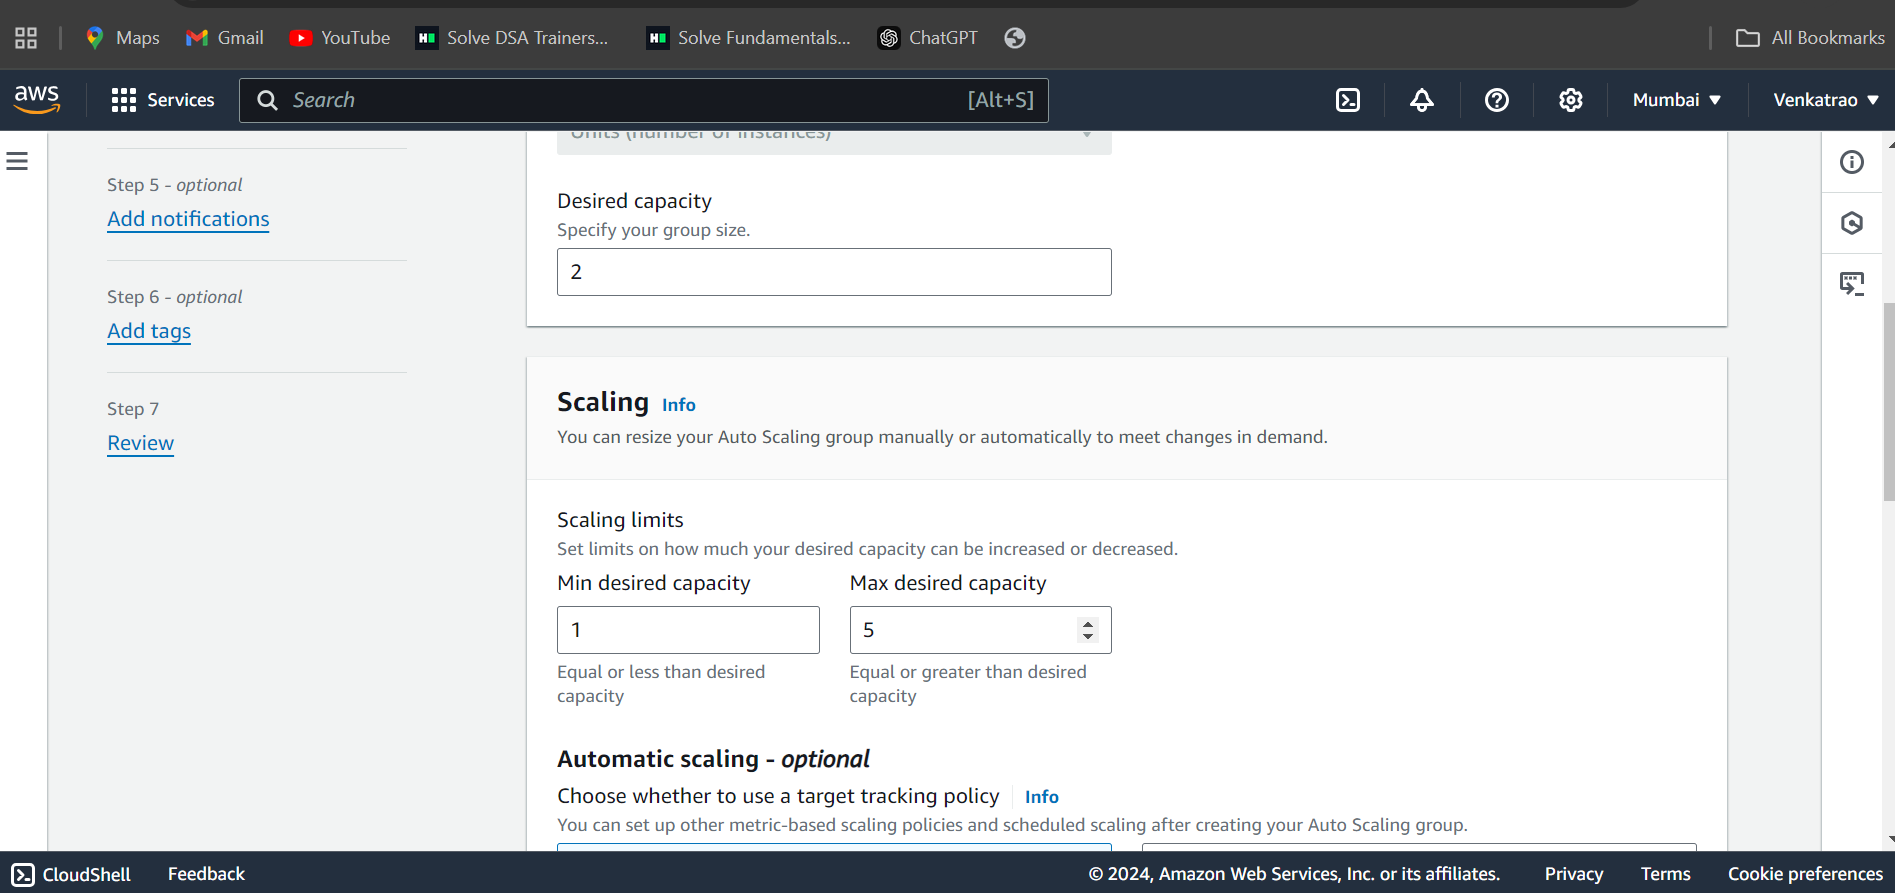 Maps Gmail YouTube Solve DSA Trainers... Solve Fundamentals... ChatGPT All Bookmarks
aws Services Search [Alt+S] Mumbai Venkatrao
Units (number of instances)
Step 5 - optional
Add notifications
Step 6 - optional
Add tags
Step 7
Review
Desired capacity
Specify your group size.
2
Scaling Info
You can resize your Auto Scaling group manually or automatically to meet changes in demand.
Scaling limits
Set limits on how much your desired capacity can be increased or decreased.
Min desired capacity Max desired capacity
1 5
Equal or less than desired Equal or greater than desired
capacity capacity
Automatic scaling - optional
Choose whether to use a target tracking policy Info
You can set up other metric-based scaling policies and scheduled scaling after creating your Auto Scaling group.
CloudShell Feedback © 2024, Amazon Web Services, Inc. or its affiliates. Privacy Terms Cookie preferences